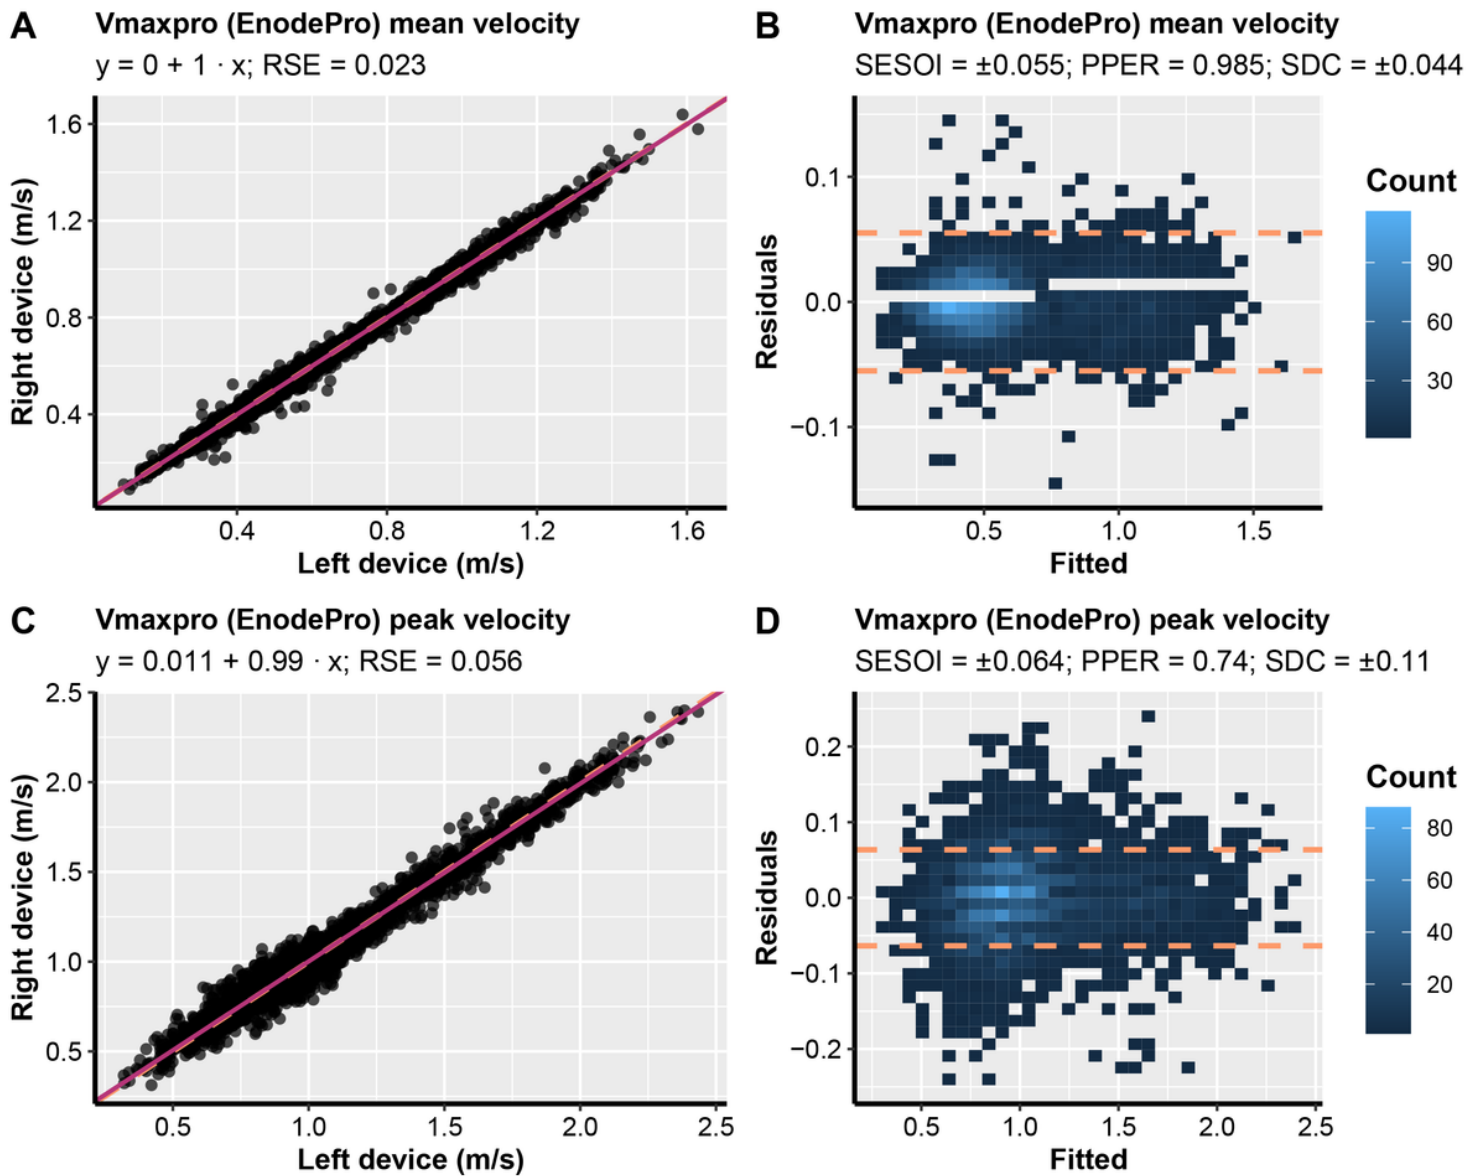 A Vmaxpro (EnodePro) mean velocity
y = 0 + 1 · x; RSE = 0.023
1.6
1.2
0.8
0.4
Right device (m/s)
0.4 0.8 1.2 1.6
Left device (m/s)
B Vmaxpro (EnodePro) mean velocity
SESOI = ±0.055; PPER = 0.985; SDC = ±0.044
0.1
0.0
−0.1
Residuals
0.5 1.0 1.5
Fitted
Count
90
60
30
C Vmaxpro (EnodePro) peak velocity
y = 0.011 + 0.99 · x; RSE = 0.056
2.5
2.0
1.5
1.0
0.5
Right device (m/s)
0.5 1.0 1.5 2.0 2.5
Left device (m/s)
D Vmaxpro (EnodePro) peak velocity
SESOI = ±0.064; PPER = 0.74; SDC = ±0.11
0.2
0.1
0.0
−0.1
−0.2
Residuals
0.5 1.0 1.5 2.0 2.5
Fitted
Count
80
60
40
20